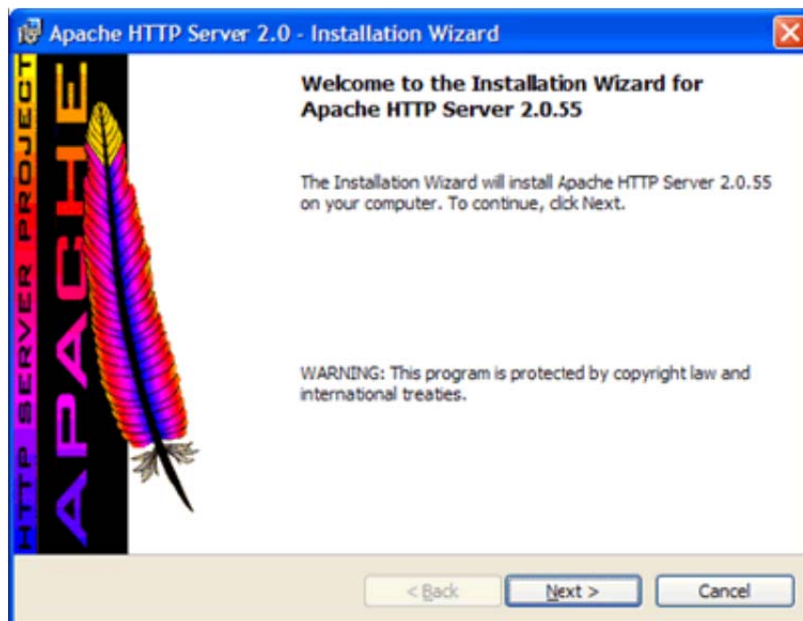 Apache HTTP Server 2.0 - Installation Wizard
HTTP SERVER PROJECT
APACHE
Welcome to the Installation Wizard for
Apache HTTP Server 2.0.55
The Installation Wizard will install Apache HTTP Server 2.0.55
on your computer. To continue, click Next.
WARNING: This program is protected by copyright law and
international treaties.
< Back
Next >
Cancel